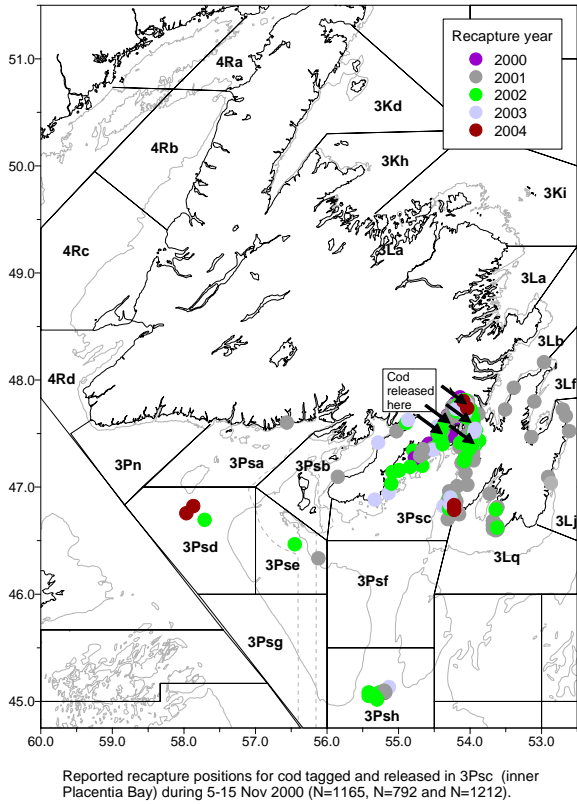 51.0
50.0
49.0
48.0
47.0
46.0
45.0
60.0 59.0 58.0 57.0 56.0 55.0 54.0 53.0
Recapture year
2000
2001
2002
2003
2004
4Ra
3Kd
4Rb
3Kh
3Ki
4Rc
3La
3La
3Lb
4Rd
3Lf
Cod
released
here
3Pn
3Psa
3Psb
3Psc
3Lj
3Psd
3Pse
3Lq
3Psf
3Psg
3Psh
Reported recapture positions for cod tagged and released in 3Psc (inner
Placentia Bay) during 5-15 Nov 2000 (N=1165, N=792 and N=1212).